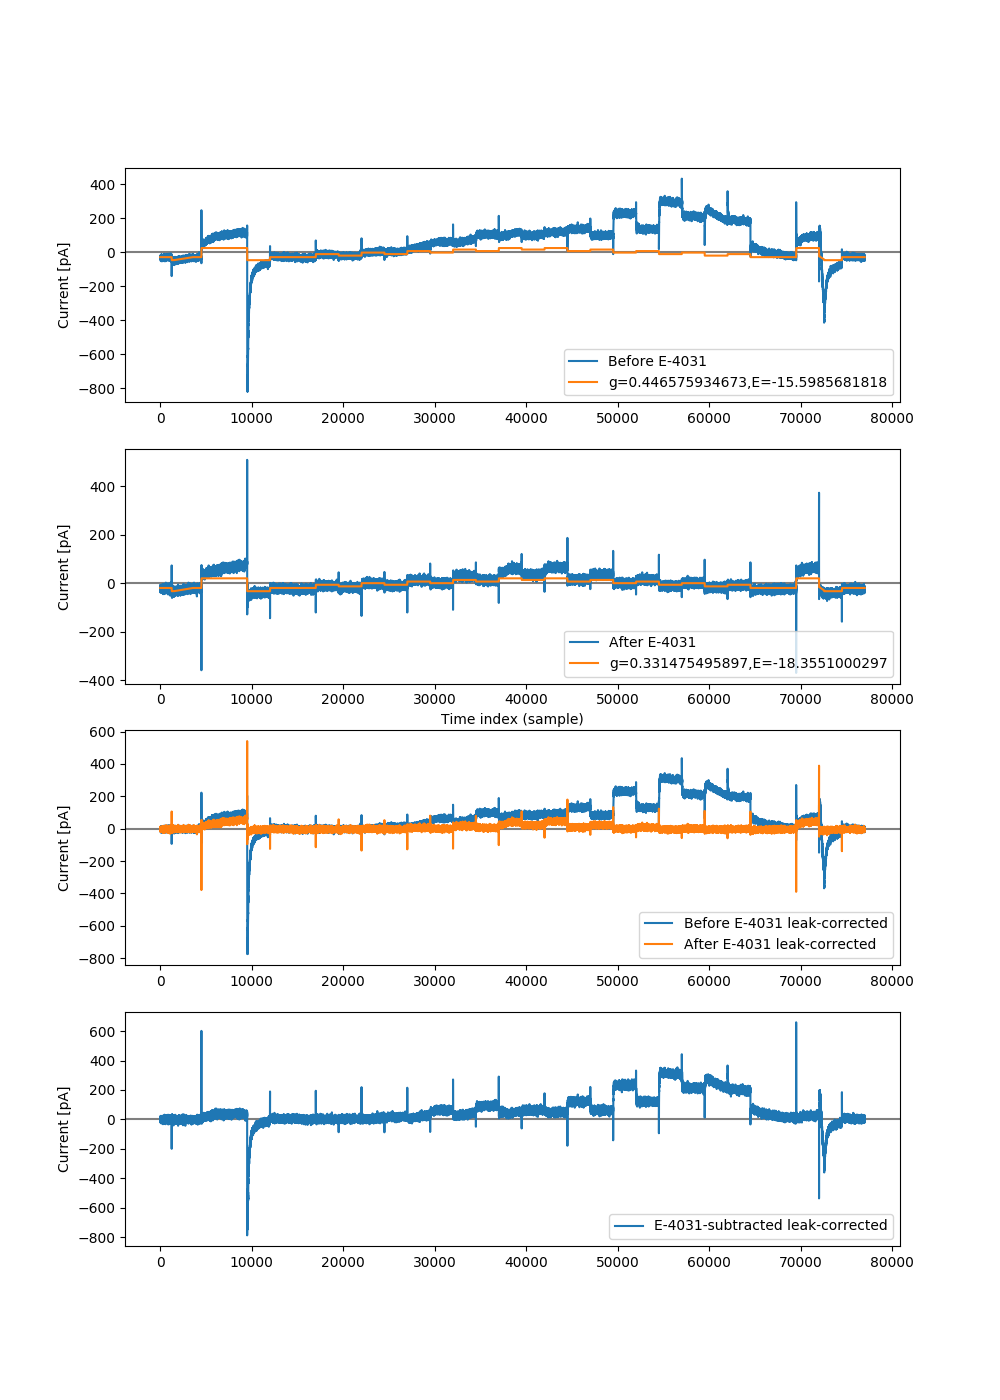 400
200
0
−200
−400
−600
−800
Current [pA]
Before E-4031
g=0.446575934673,E=-15.5985681818
0 10000 20000 30000 40000 50000 60000 70000 80000
400
200
0
−200
−400
Current [pA]
After E-4031
g=0.331475495897,E=-18.3551000297
0 10000 20000 30000 40000 50000 60000 70000 80000
Time index (sample)
600
400
200
0
−200
−400
−600
−800
Current [pA]
Before E-4031 leak-corrected
After E-4031 leak-corrected
0 10000 20000 30000 40000 50000 60000 70000 80000
600
400
200
0
−200
−400
−600
−800
Current [pA]
E-4031-subtracted leak-corrected
0 10000 20000 30000 40000 50000 60000 70000 80000